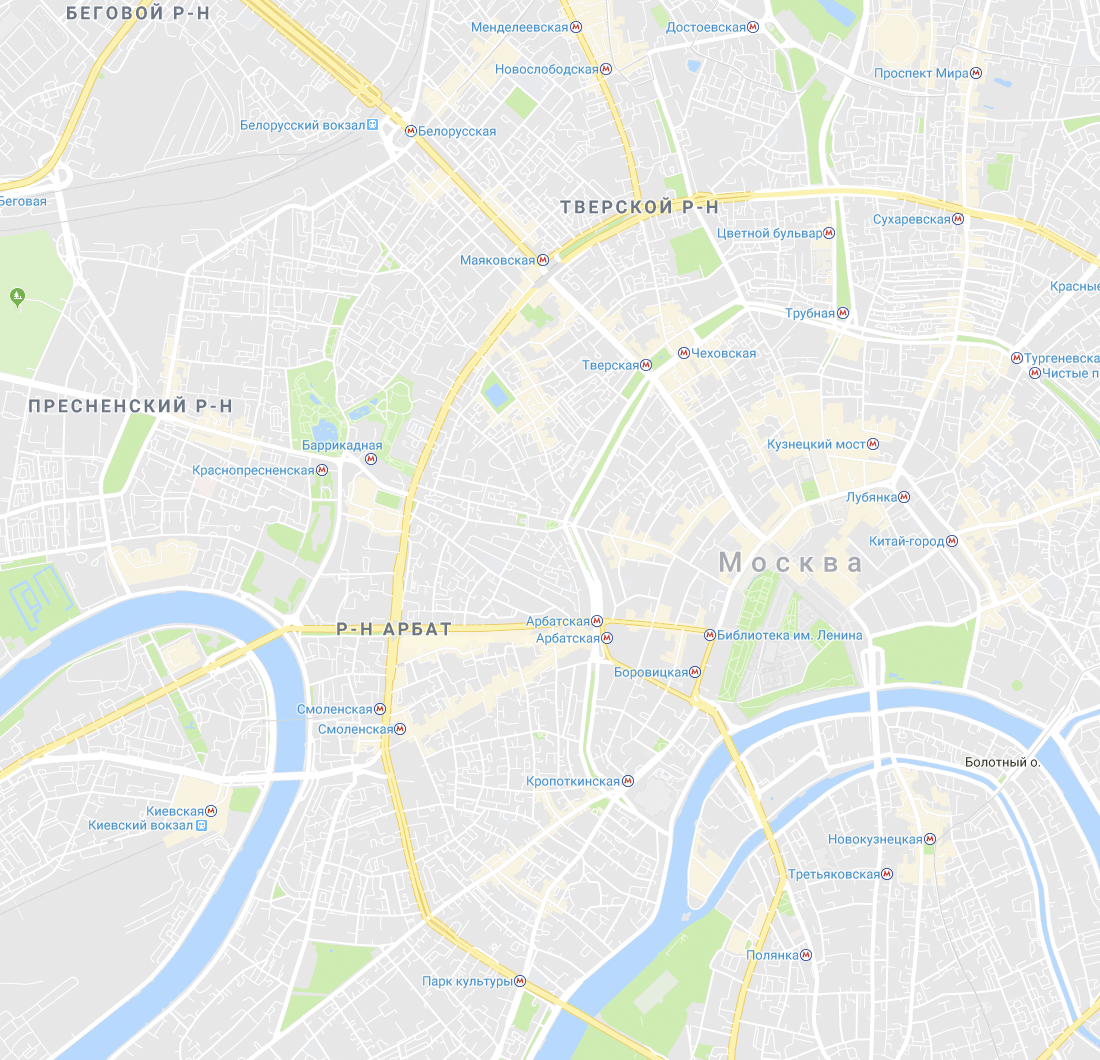 БЕГОВОЙ Р-Н
Менделеевская
Достоевская
Новослободская
Проспект Мира
Белорусский вокзал
Белорусская
Беговая
ТВЕРСКОЙ Р-Н
Сухаревская
Цветной бульвар
Маяковская
Красные
Трубная
Чеховская
Тургеневска
Тверская
Чистые п
ПРЕСНЕНСКИЙ Р-Н
Баррикадная
Кузнецкий мост
Краснопресненская
Лубянка
Китай-город
Москва
Арбатская
Р-Н АРБАТ
Арбатская
Библиотека им. Ленина
Боровицкая
Смоленская
Смоленская
Болотный о.
Кропоткинская
Киевская
Киевский вокзал
Новокузнецкая
Третьяковская
Полянка
Парк культуры